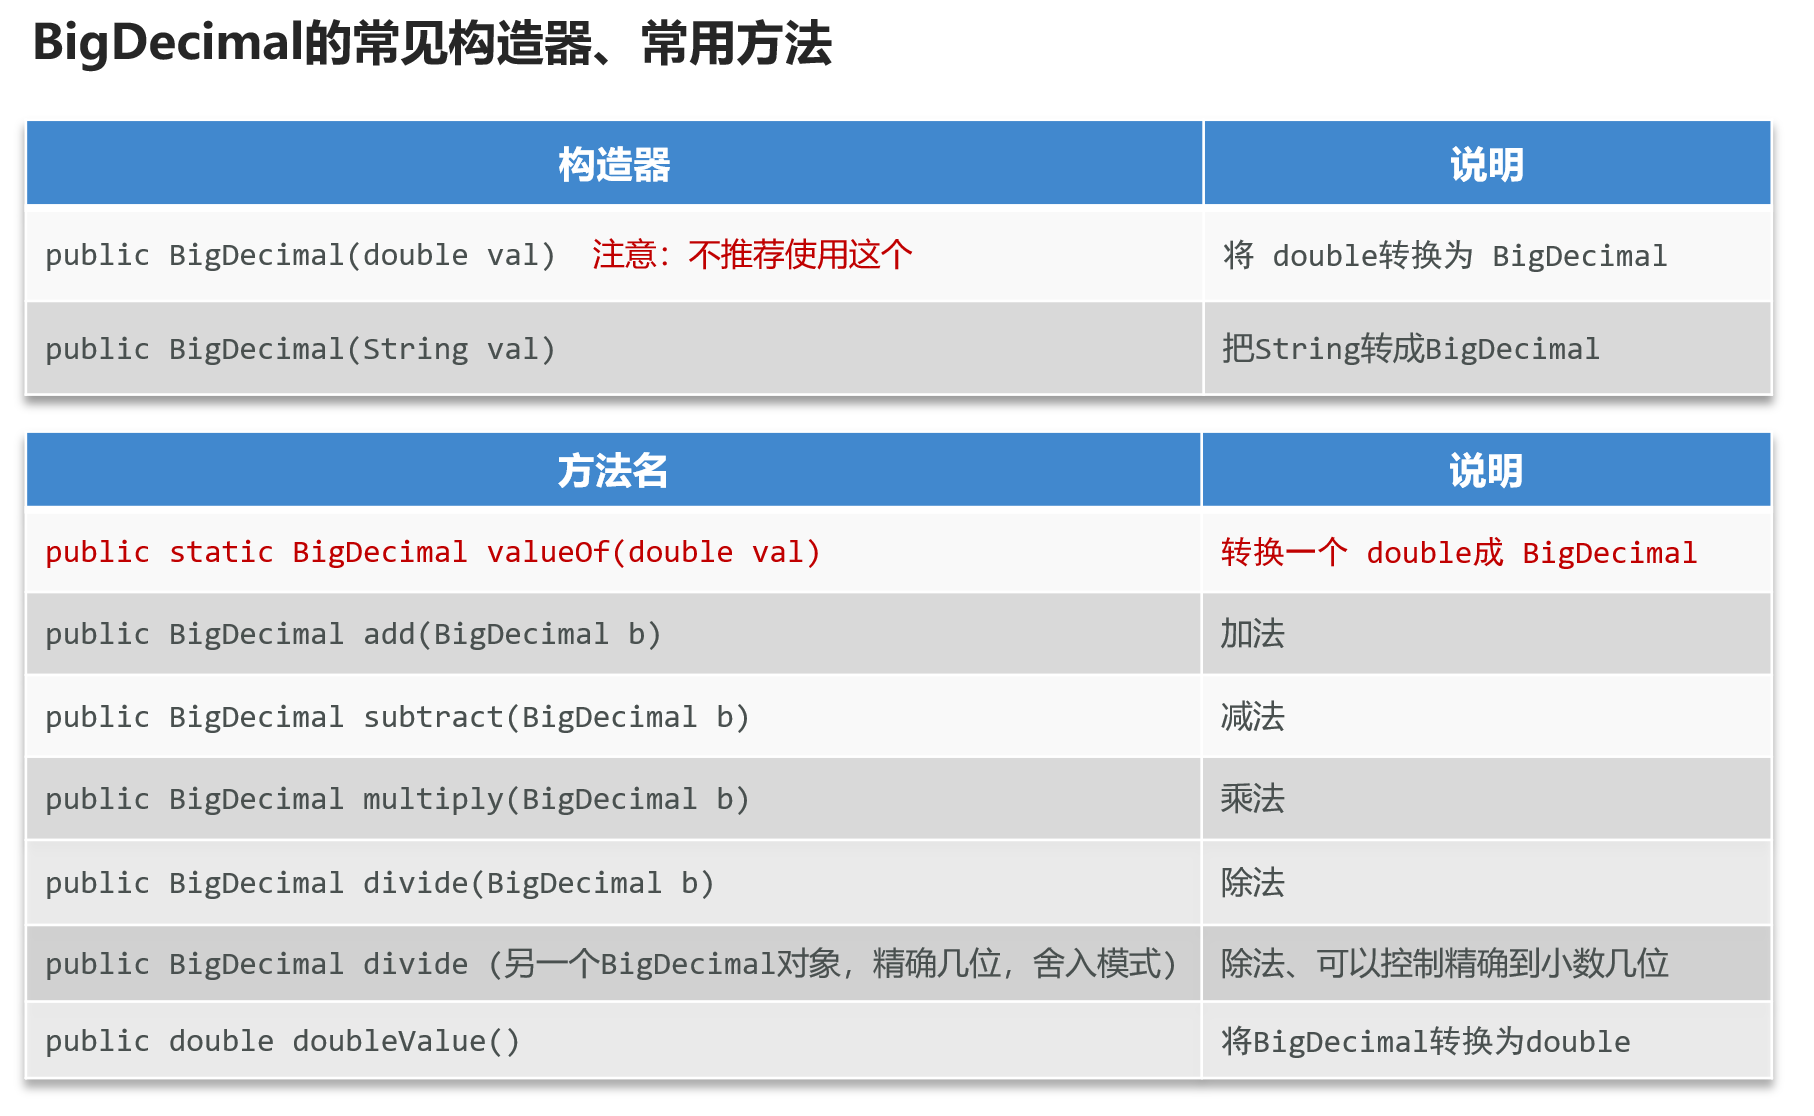 BigDecimal的常见构造器、常用方法
构造器 说明
public BigDecimal(double val) 注意：不推荐使用这个 将 double转换为 BigDecimal
public BigDecimal(String val) 把String转成BigDecimal
方法名 说明
public static BigDecimal valueOf(double val) 转换一个 double成 BigDecimal
public BigDecimal add(BigDecimal b) 加法
public BigDecimal subtract(BigDecimal b) 减法
public BigDecimal multiply(BigDecimal b) 乘法
public BigDecimal divide(BigDecimal b) 除法
public BigDecimal divide (另一个BigDecimal对象，精确几位，舍入模式) 除法、可以控制精确到小数几位
public double doubleValue() 将BigDecimal转换为double